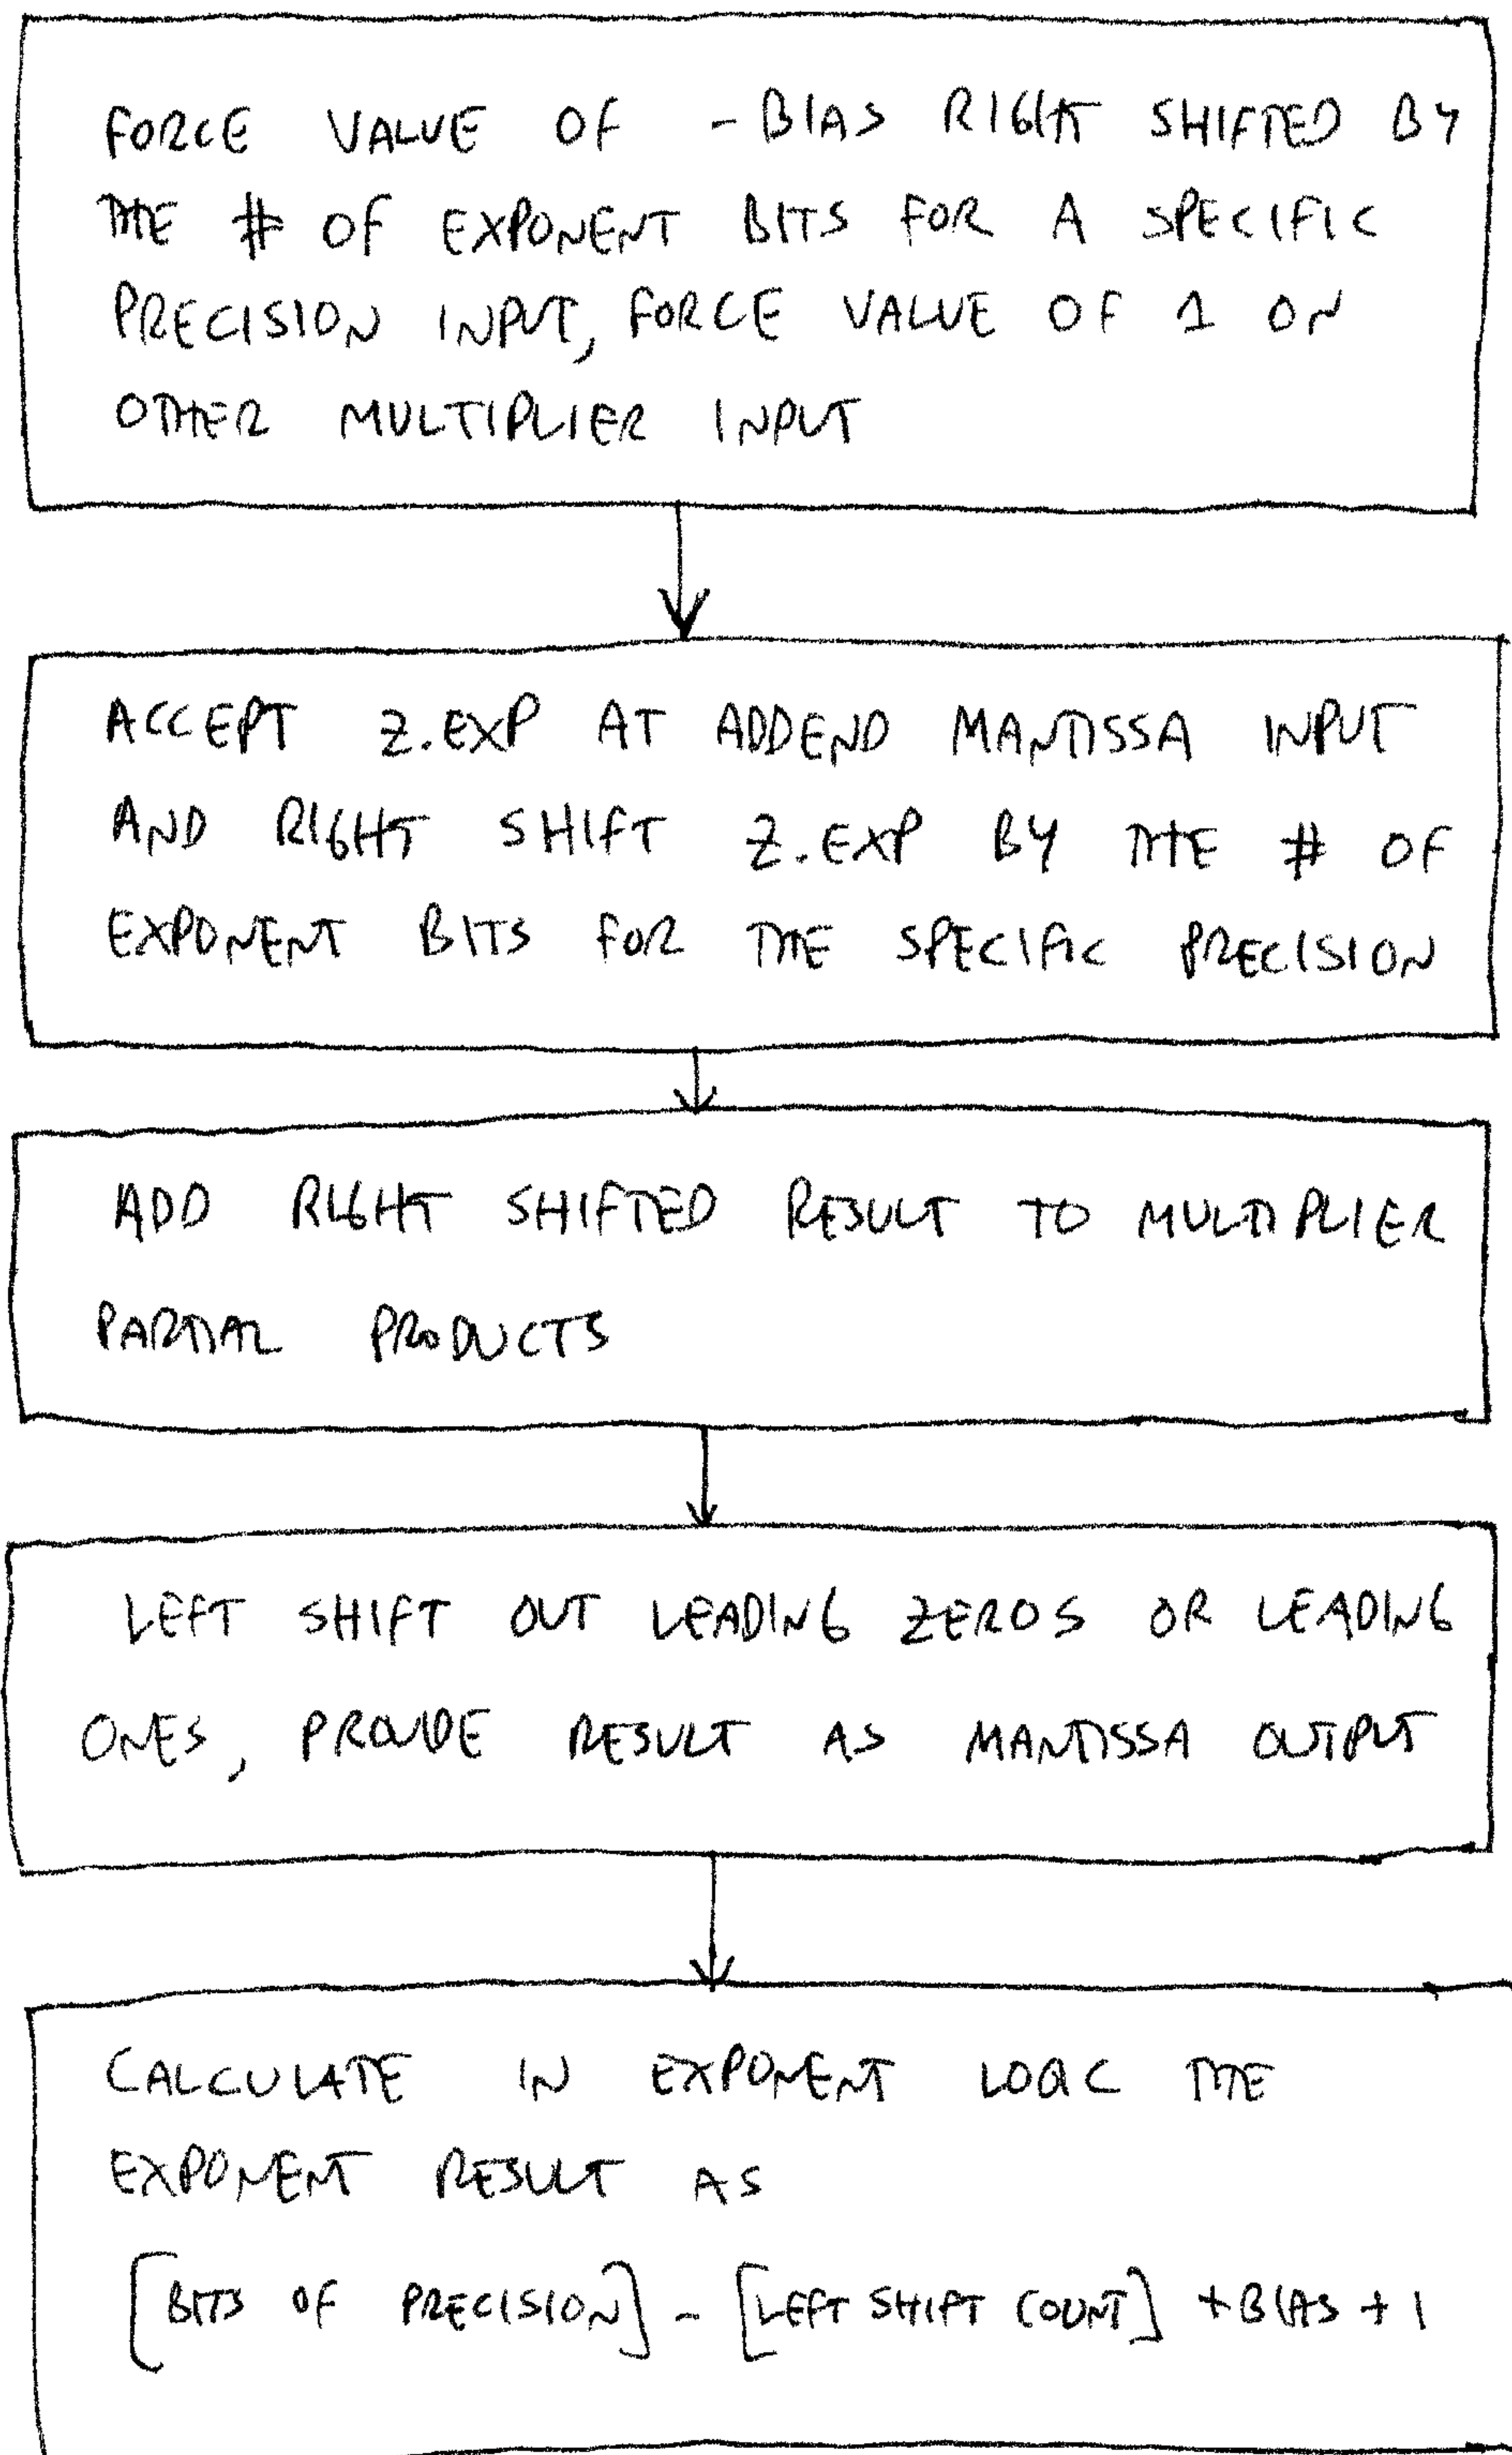 FORCE VALUE OF -BIAS RIGHT SHIFTED BY
THE # OF EXPONENT BITS FOR A SPECIFIC
PRECISION INPUT, FORCE VALUE OF 1 ON
OTHER MULTIPLIER INPUT
ACCEPT Z.EXP AT ADDEND MANTISSA INPUT
AND RIGHT SHIFT Z.EXP BY THE # OF
EXPONENT BITS FOR THE SPECIFIC PRECISION
ADD RIGHT SHIFTED RESULT TO MULTIPLIER
PARTIAL PRODUCTS
LEFT SHIFT OUT LEADING ZEROS OR LEADING
ONES, PROVIDE RESULT AS MANTISSA OUTPUT
CALCULATE IN EXPONENT LOGIC THE
EXPONENT RESULT AS
[BITS OF PRECISION] - [LEFT SHIFT COUNT] +BIAS + 1